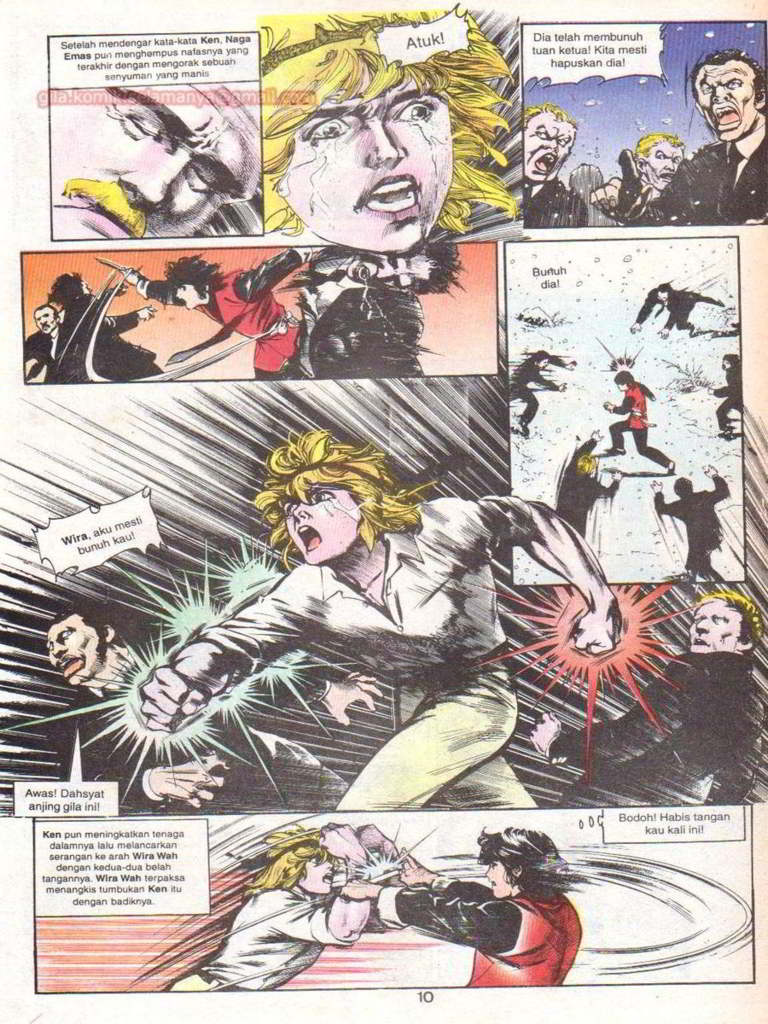 Setelah mendengar kata-kata Ken, Naga
Emas pun menghempus nafasnya yang
terakhir dengan mengorak sebuah
senyuman yang manis
Atuk!
Dia telah membunuh
tuan ketua! Kita mesti
hapuskan dia!
Bunuh
dia!
Wira, aku mesti
bunuh kau!
Awas! Dahsyat
anjing gila ini!
Ken pun meningkatkan tenaga
dalamnya lalu melancarkan
serangan ke arah Wira Wah
dengan kedua-dua belah
tangannya. Wira Wah terpaksa
menangkis tumbukan Ken itu
dengan badiknya.
Bodoh! Habis tangan
kau kali ini!
10